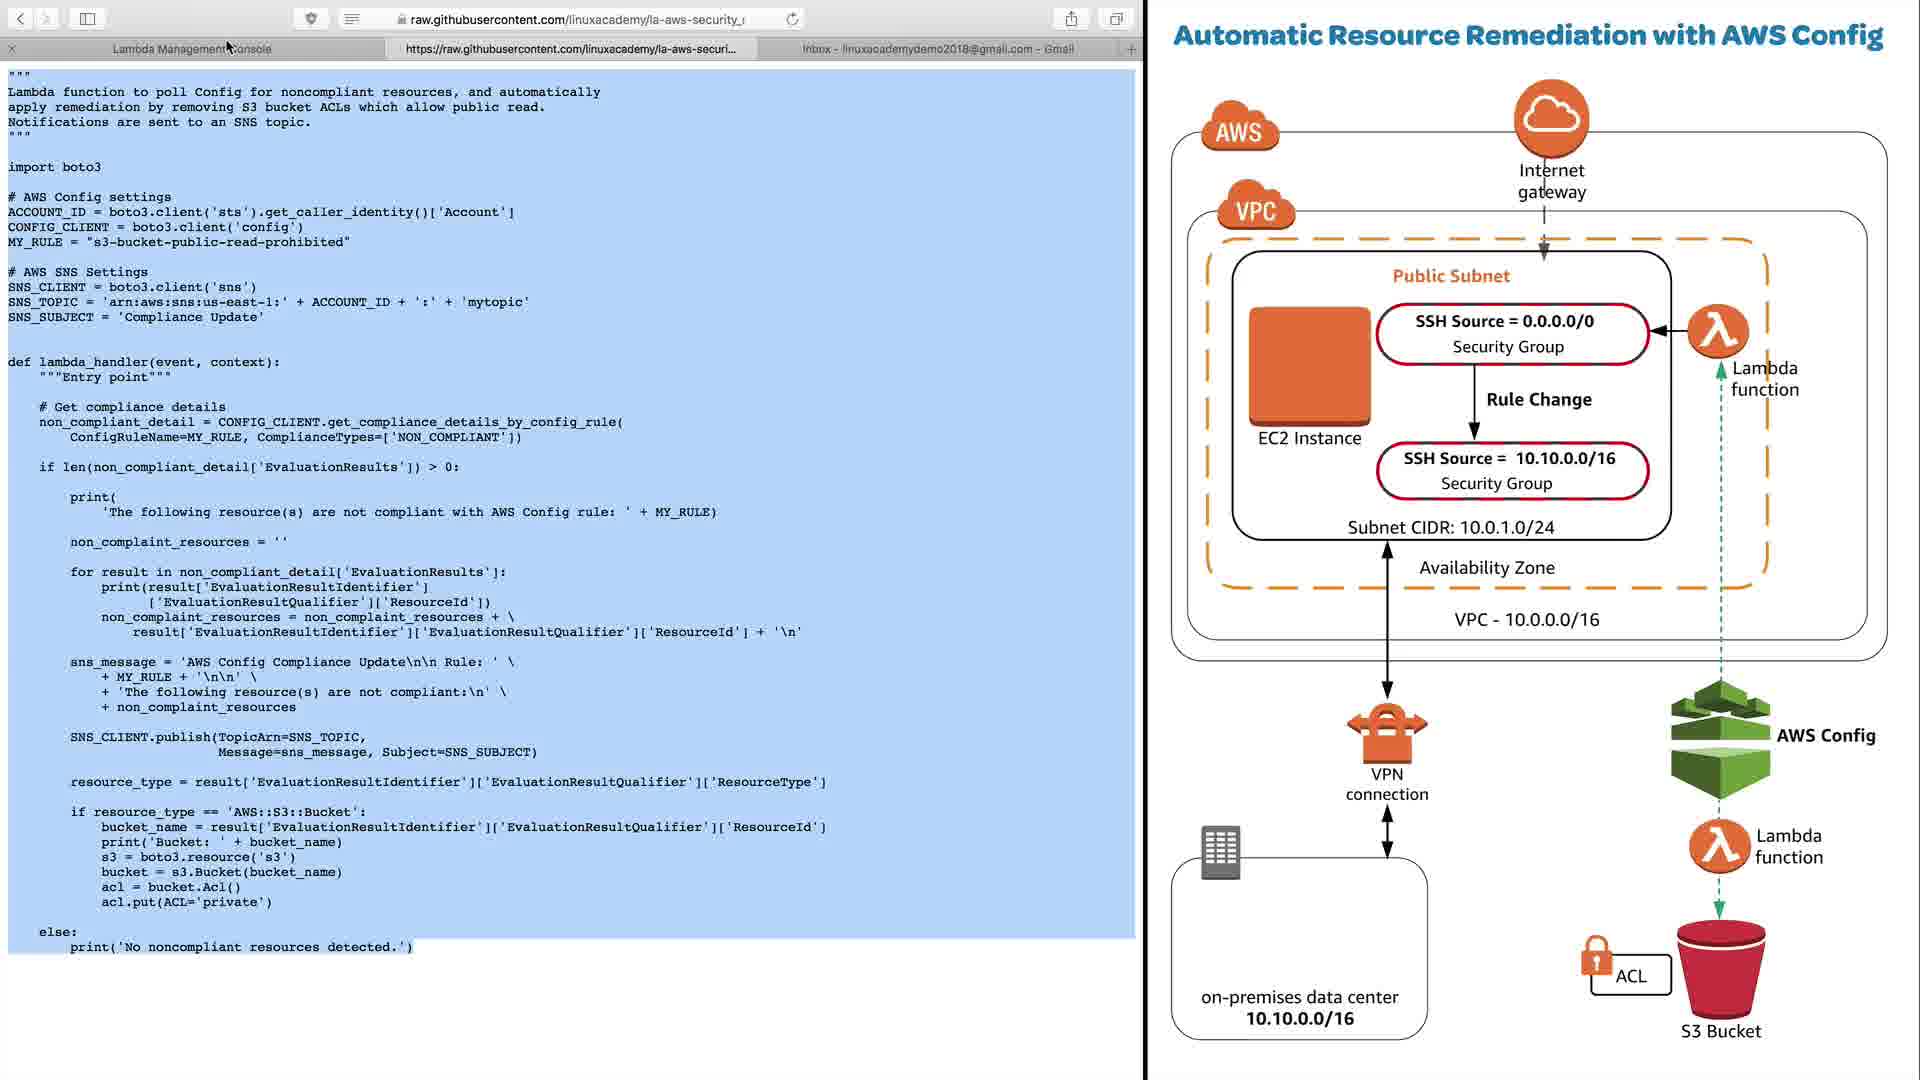 raw.githubusercontent.com/linuxacademy/la-aws-security_r
Lambda Management Console
https://raw.githubusercontent.com/linuxacademy/la-aws-securi...
Inbox - linuxacademydemo2018@gmail.com - Gmail
"""
Lambda function to poll Config for noncompliant resources, and automatically
apply remediation by removing S3 bucket ACLs which allow public read.
Notifications are sent to an SNS topic.
"""
import boto3
# AWS Config settings
ACCOUNT_ID = boto3.client('sts').get_caller_identity()['Account']
CONFIG_CLIENT = boto3.client('config')
MY_RULE = "s3-bucket-public-read-prohibited"
# AWS SNS Settings
SNS_CLIENT = boto3.client('sns')
SNS_TOPIC = 'arn:aws:sns:us-east-1:' + ACCOUNT_ID + ':' + 'mytopic'
SNS_SUBJECT = 'Compliance Update'
def lambda_handler(event, context):
    """Entry point"""
    # Get compliance details
    non_compliant_detail = CONFIG_CLIENT.get_compliance_details_by_config_rule(
        ConfigRuleName=MY_RULE, ComplianceTypes=['NON_COMPLIANT'])
    if len(non_compliant_detail['EvaluationResults']) > 0:
        print(
            'The following resource(s) are not compliant with AWS Config rule: ' + MY_RULE)
        non_complaint_resources = ''
        for result in non_compliant_detail['EvaluationResults']:
            print(result['EvaluationResultIdentifier']
                  ['EvaluationResultQualifier']['ResourceId'])
            non_complaint_resources = non_complaint_resources + \
                result['EvaluationResultIdentifier']['EvaluationResultQualifier']['ResourceId'] + '\n'
        sns_message = 'AWS Config Compliance Update\n\n Rule: ' \
            + MY_RULE + '\n\n' \
            + 'The following resource(s) are not compliant:\n' \
            + non_complaint_resources
        SNS_CLIENT.publish(TopicArn=SNS_TOPIC,
                           Message=sns_message, Subject=SNS_SUBJECT)
        resource_type = result['EvaluationResultIdentifier']['EvaluationResultQualifier']['ResourceType']
        if resource_type == 'AWS::S3::Bucket':
            bucket_name = result['EvaluationResultIdentifier']['EvaluationResultQualifier']['ResourceId']
            print('Bucket: ' + bucket_name)
            s3 = boto3.resource('s3')
            bucket = s3.Bucket(bucket_name)
            acl = bucket.Acl()
            acl.put(ACL='private')
    else:
        print('No noncompliant resources detected.')
Automatic Resource Remediation with AWS Config
AWS
Internet
gateway
VPC
Public Subnet
SSH Source = 0.0.0.0/0
Security Group
Lambda
function
Rule Change
EC2 Instance
SSH Source = 10.10.0.0/16
Security Group
Subnet CIDR: 10.0.1.0/24
Availability Zone
VPC - 10.0.0.0/16
AWS Config
VPN
connection
Lambda
function
ACL
on-premises data center
10.10.0.0/16
S3 Bucket